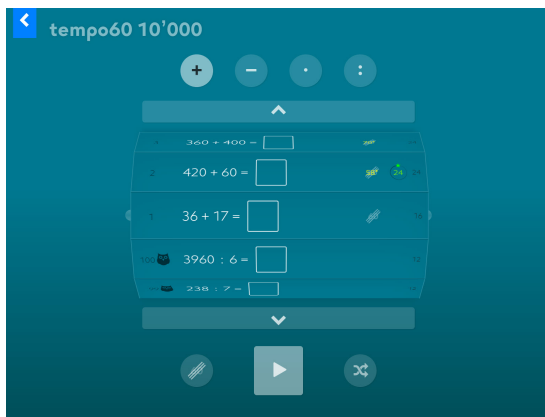 tempo60 10’000
+ − · :
360 + 400 =
2 420 + 60 = 24 24
1 36 + 17 = 16
100 3960 : 6 = 12
238 : 7 =